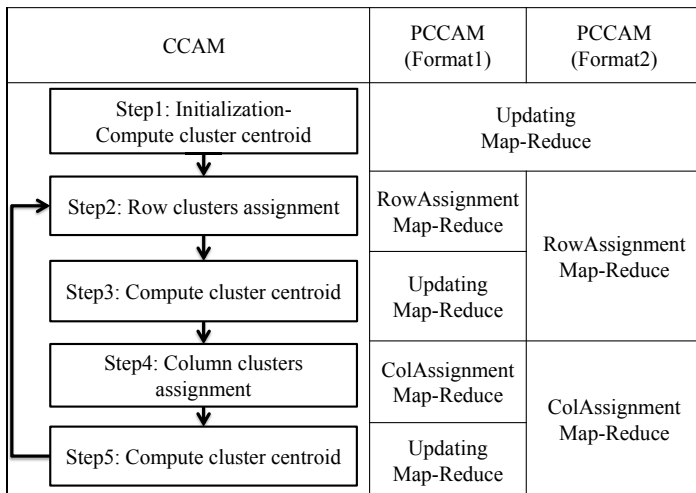 CCAM
PCCAM
(Format1)
PCCAM
(Format2)
Step1: Initialization-
Compute cluster centroid
Updating
Map-Reduce
Step2: Row clusters assignment
RowAssignment
Map-Reduce
RowAssignment
Map-Reduce
Step3: Compute cluster centroid
Updating
Map-Reduce
Step4: Column clusters
assignment
ColAssignment
Map-Reduce
ColAssignment
Map-Reduce
Step5: Compute cluster centroid
Updating
Map-Reduce